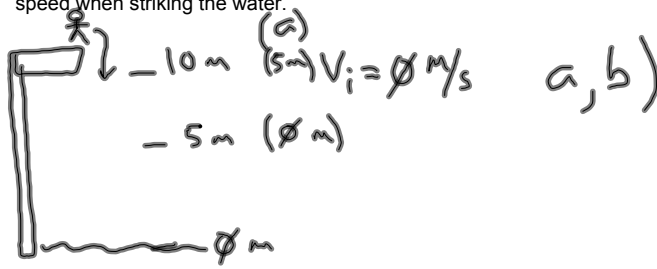 speed when striking the water.
(a)
— 10 m (5m) Vi = Ø m/s a,b)
— 5 m (Ø m)
Ø m